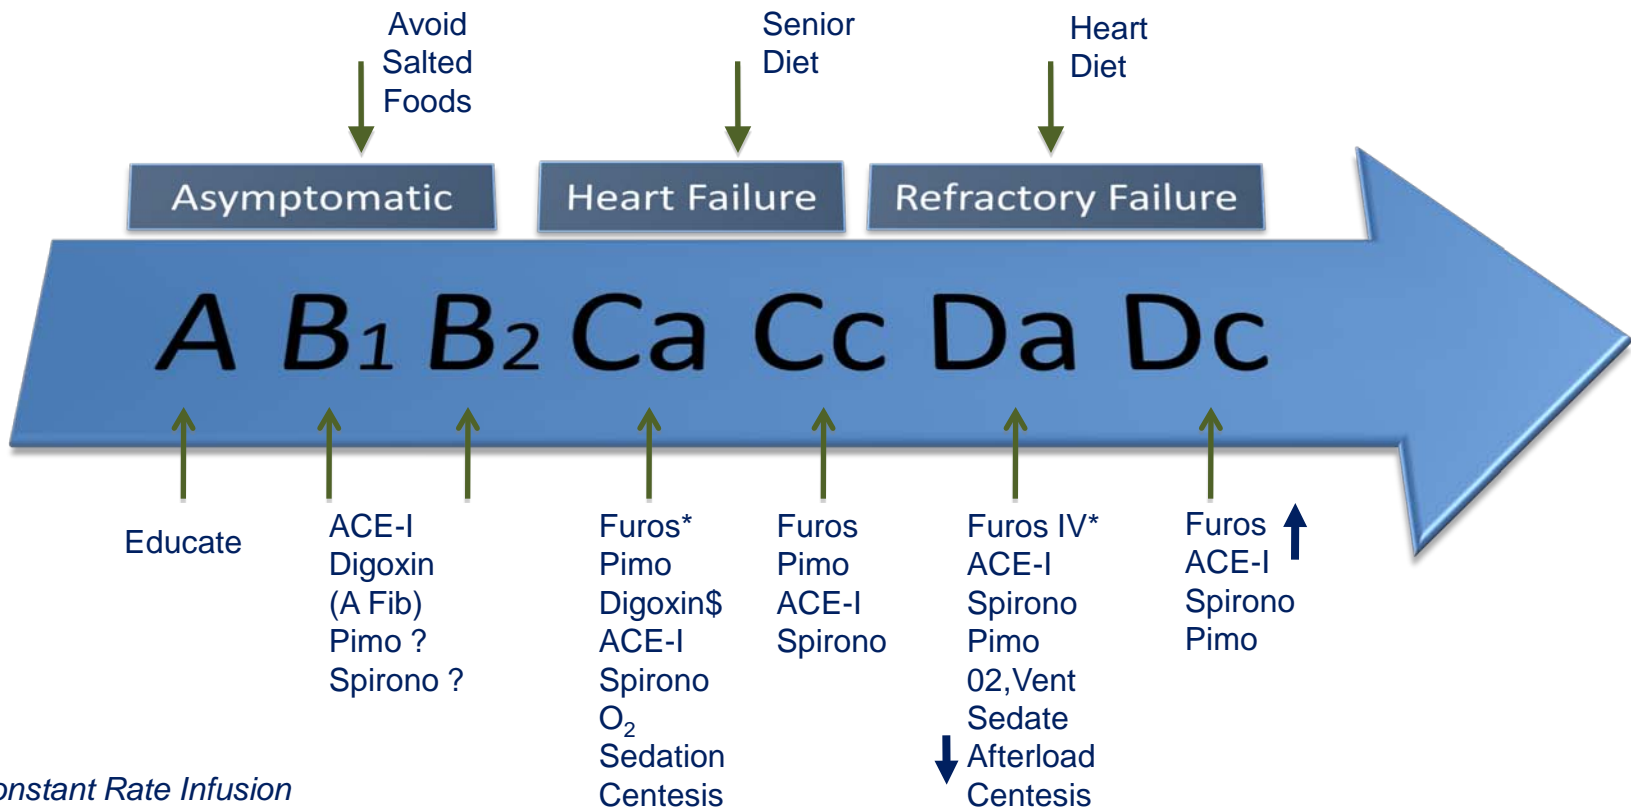 Avoid
Salted
Foods
Senior
Diet
Heart
Diet
Asymptomatic
Heart Failure
Refractory Failure
A B1 B2 Ca Cc Da Dc
Educate
ACE-I
Digoxin
(A Fib)
Pimo ?
Spirono ?
Furos*
Pimo
Digoxin$
ACE-I
Spirono
O2
Sedation
Centesis
Furos
Pimo
ACE-I
Spirono
Furos IV*
ACE-I
Spirono
Pimo
02,Vent
Sedate
Afterload
Centesis
Furos
ACE-I
Spirono
Pimo
onstant Rate Infusion